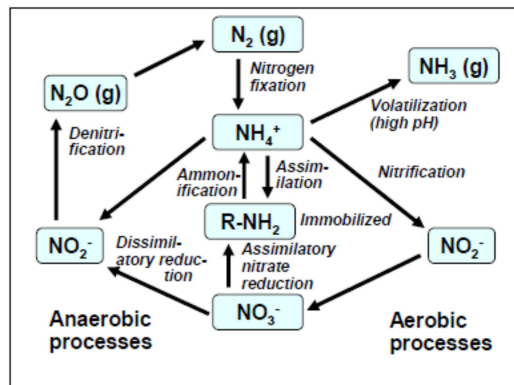 N2 (g)
Nitrogen
fixation
NH3 (g)
N2O (g)
Volatilization
(high pH)
Denitri-
fication
NH4+
Ammon-
ification
Assim-
ilation
Nitrification
R-NH2
Immobilized
NO2-
Dissimil-
atory reduc-
tion
Assimilatory
nitrate
reduction
NO2-
NO3-
Anaerobic
processes
Aerobic
processes